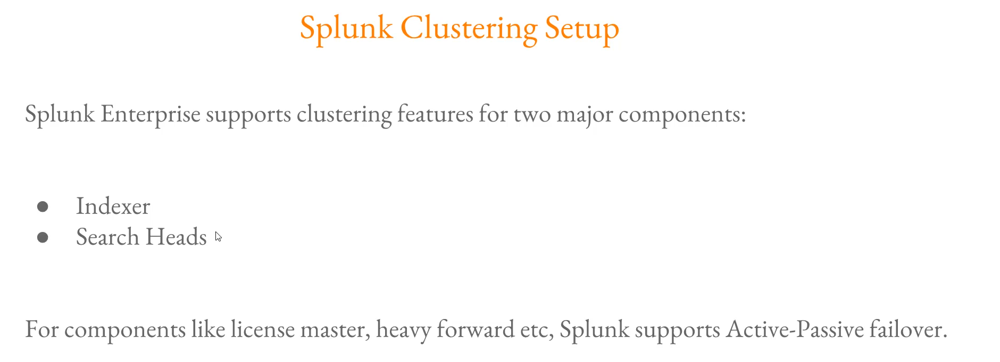 Splunk Clustering Setup
Splunk Enterprise supports clustering features for two major components:
● Indexer
● Search Heads
For components like license master, heavy forward etc, Splunk supports Active-Passive failover.